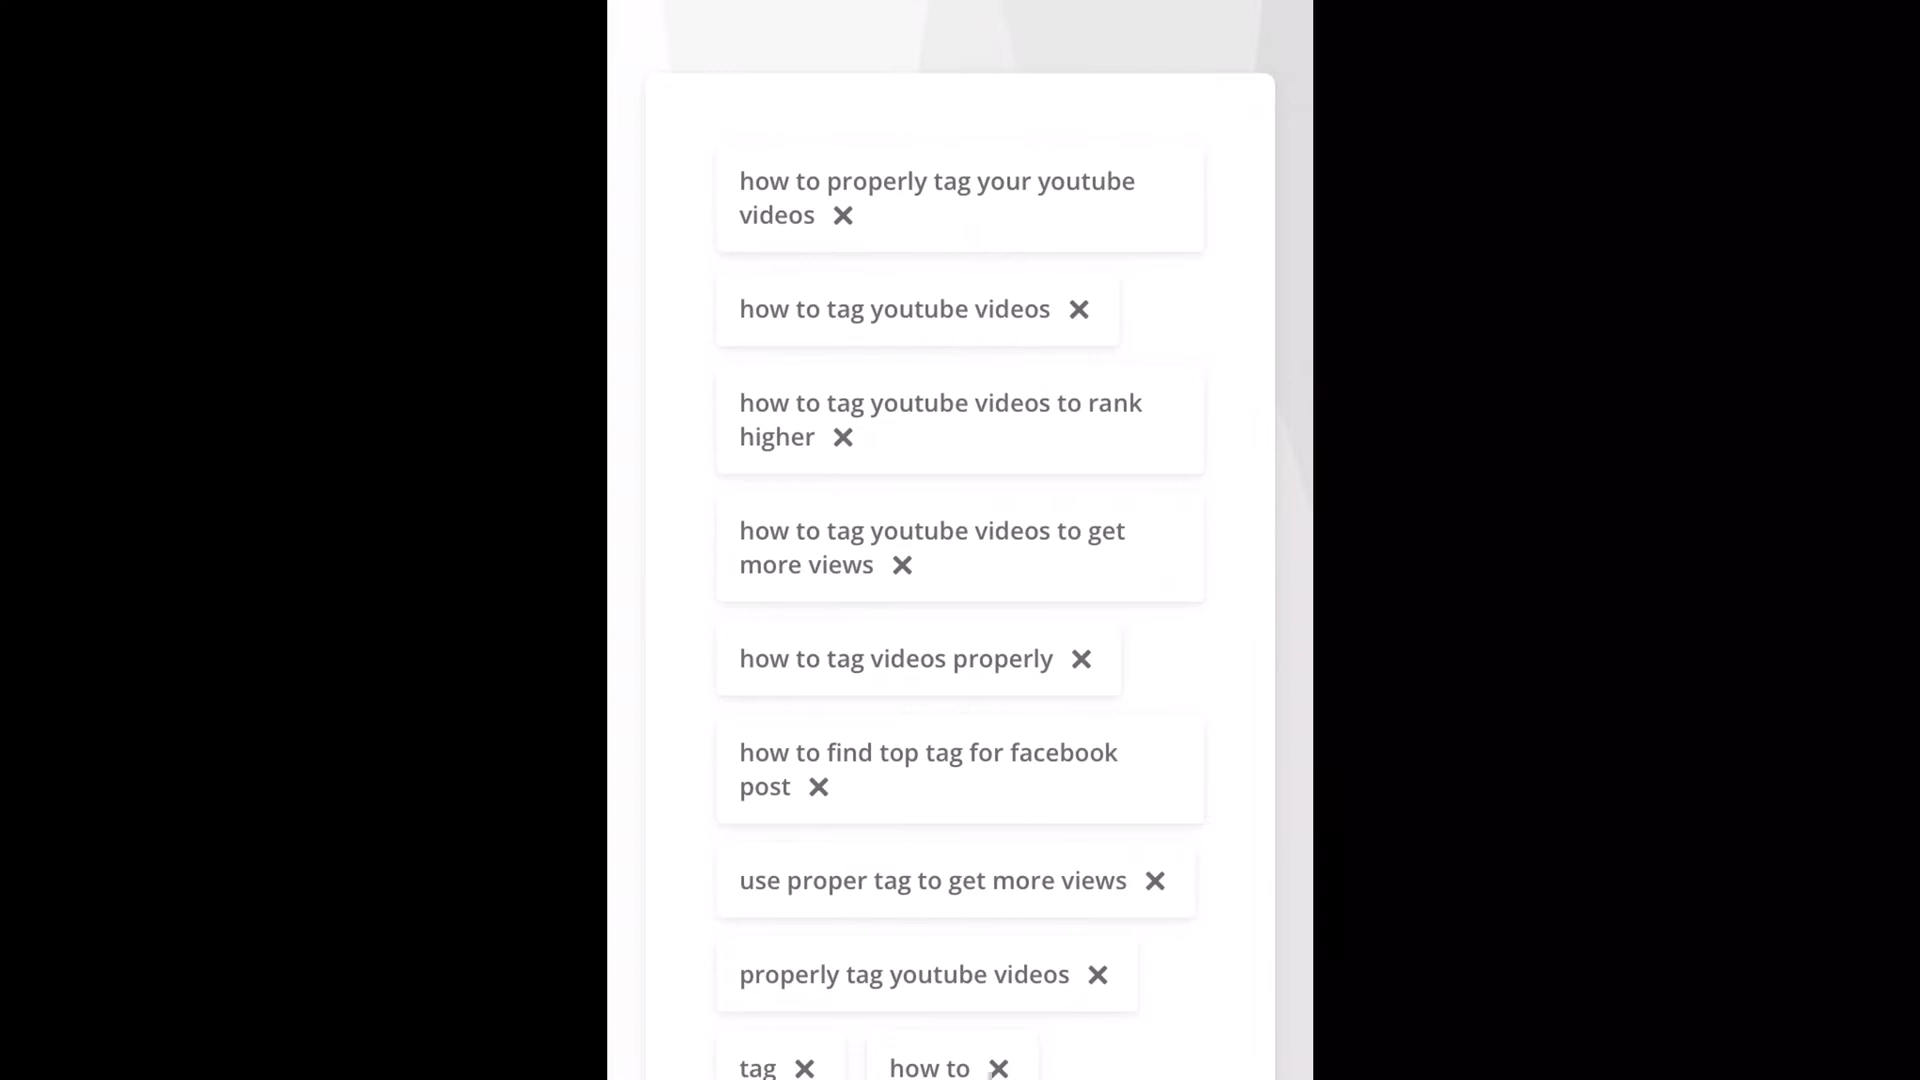 how to properly tag your youtube
videos ✕
how to tag youtube videos ✕
how to tag youtube videos to rank
higher ✕
how to tag youtube videos to get
more views ✕
how to tag videos properly ✕
how to find top tag for facebook
post ✕
use proper tag to get more views ✕
properly tag youtube videos ✕
tag ✕ how to ✕